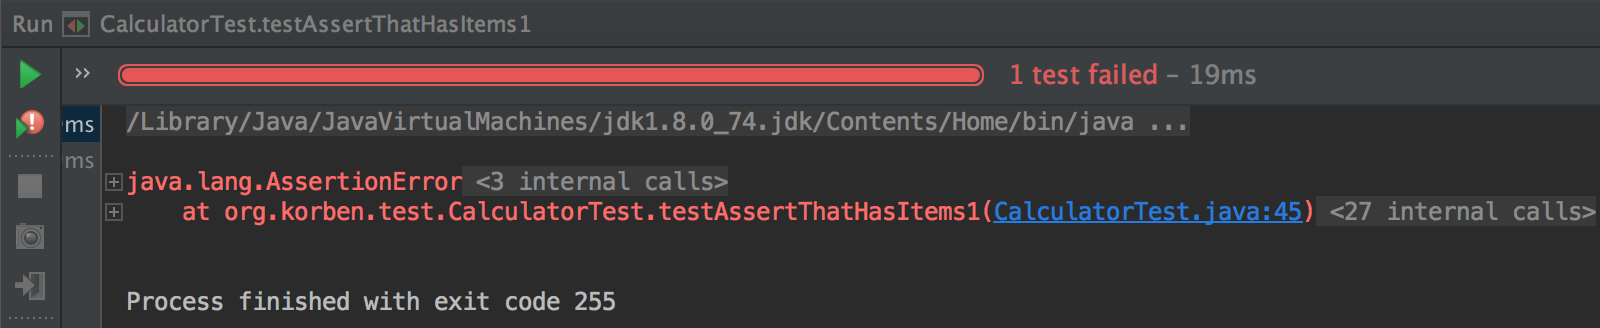 Run CalculatorTest.testAssertThatHasItems1
>> 1 test failed – 19ms
ms /Library/Java/JavaVirtualMachines/jdk1.8.0_74.jdk/Contents/Home/bin/java ...
ms
java.lang.AssertionError <3 internal calls>
at org.korben.test.CalculatorTest.testAssertThatHasItems1(CalculatorTest.java:45) <27 internal calls>
Process finished with exit code 255